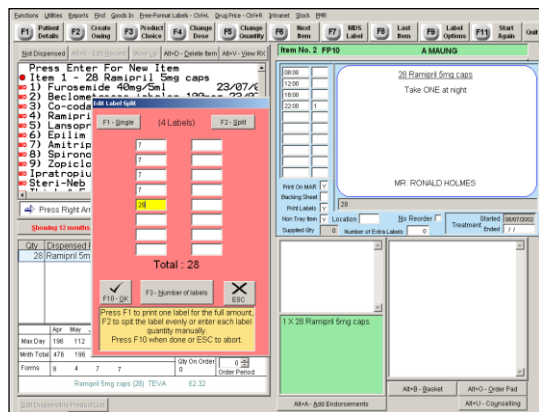 Functions Utilities Reports Find Goods In Free-Format Labels - Ctrl+L Drug Price - Ctrl+R Intranet Stock PMR
F1 Patient Details F2 Create Owing F3 Product Choice F4 Change Dose F5 Change Quantity F6 Next Item F7 MDS Label F8 Last Item F9 Label Options F11 Start Again
Not Dispensed Alt+R - Edit Record Move Up Alt+D - Delete Item Alt+V - View RX
Item No. 2 FP10 A MAUNG
Press Enter For New Item
Item 1 - 28 Ramipril 5mg caps
1) Furosemide 40mg/5ml 23/07/
2) Beclometasone
3) Co-coda
4) Ramipri
5) Lansopr
6) Epilim
7) Amitrip
8) Spirono
9) Zopiclo
Ipratropiu
Steri-Neb
Press Right Arr
Showing 12 months
Qty Dispensed
28 Ramipril 5mg
Edit Label Split
F1 - Single (4 Labels) F2 - Split
7
7
7
7
28
Total : 28
F10 - OK F3 - Number of labels ESC
Press F1 to print one label for the full amount,
F2 to spit the label evenly or enter each label
quantity manually.
Press F10 when done or ESC to abort.
08:00
12:00
18:00
22:00 1
28 Ramipril 5mg caps
Take ONE at night
MR. RONALD HOLMES
28
Print On MAR Y
Backing Sheet
Print Labels Y
Non Tray Item Y Location No Reorder
Supplied Qty 0 Number of Extra Labels: 0
Treatment Started 08/07/2002
Ended / /
1 X 28 Ramipril 5mg caps
Apr May
Max Day 196 112
Mnth Total 476 196
Forms 9 4 7 7
Qty On Order
0
0
Order Period
Ramipril 5mg caps (28) TEVA £2.32
Edit Dispensible Product List
Alt+A - Add Endorsements
Alt+B - Basket Alt+O - Order Pad
Alt+U - Counselling